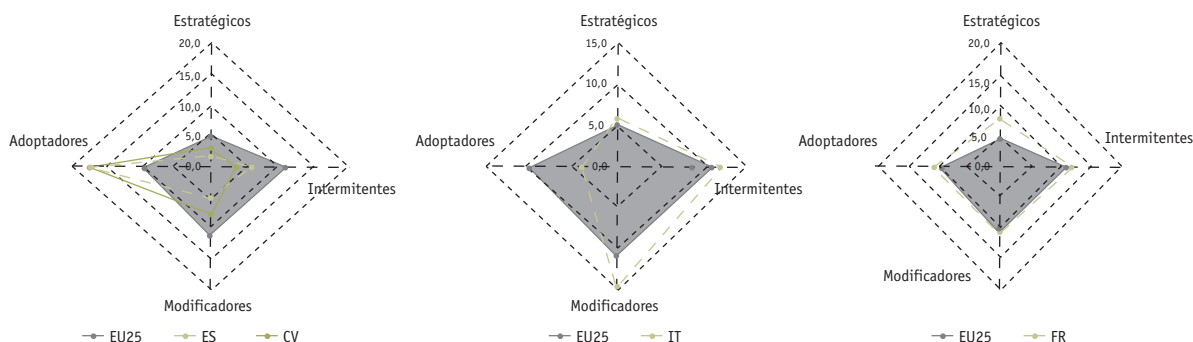 Estratégicos
20,0
15,0
10,0
5,0
0,0
Adoptadores
Intermitentes
Modificadores
EU25 ES CV
Estratégicos
15,0
10,0
5,0
0,0
Adoptadores
Intermitentes
Modificadores
EU25 IT
Estratégicos
20,0
15,0
10,0
5,0
0,0
Adoptadores
Intermitentes
Modificadores
EU25 FR